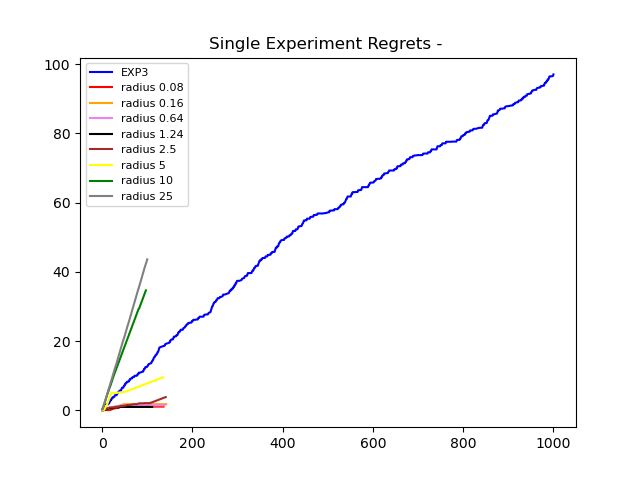 Single Experiment Regrets -
100
80
60
40
20
0
EXP3
radius 0.08
radius 0.16
radius 0.64
radius 1.24
radius 2.5
radius 5
radius 10
radius 25
0 200 400 600 800 1000